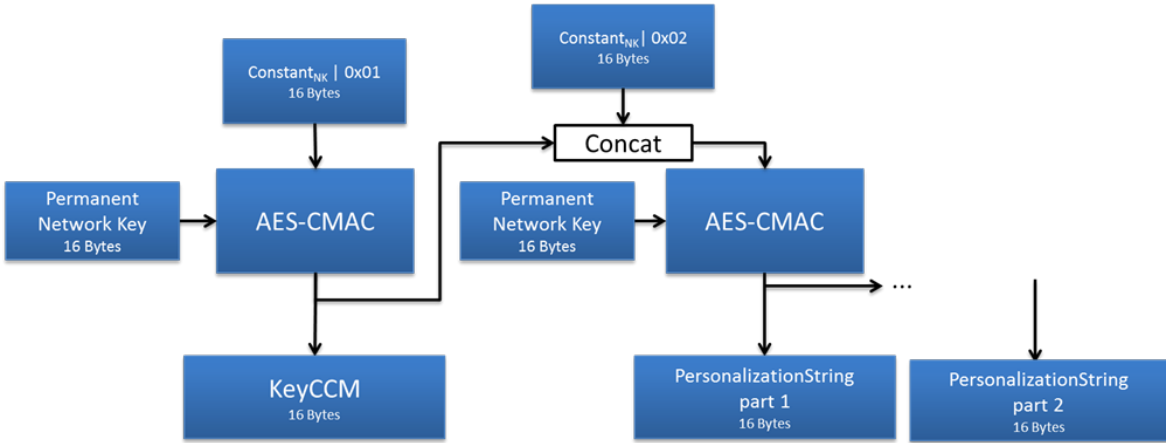 Constant_NK | 0x01
16 Bytes
Constant_NK| 0x02
16 Bytes
Concat
Permanent
Network Key
16 Bytes
AES-CMAC
Permanent
Network Key
16 Bytes
AES-CMAC
...
KeyCCM
16 Bytes
PersonalizationString
part 1
16 Bytes
PersonalizationString
part 2
16 Bytes